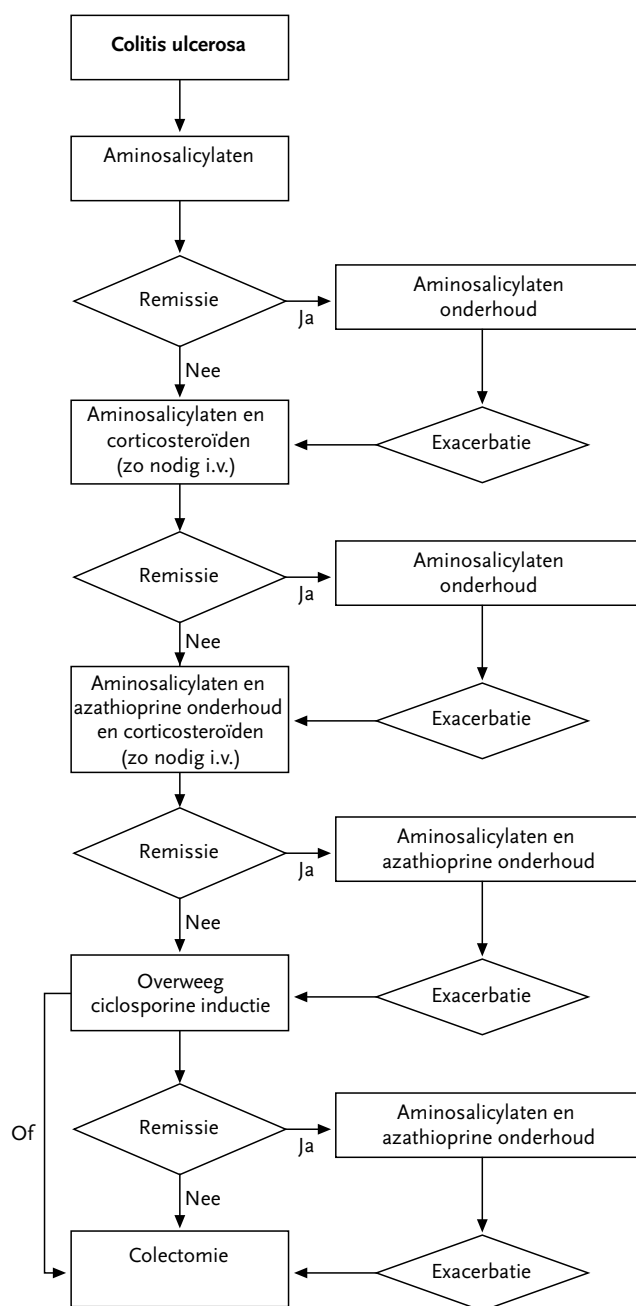 Colitis ulcerosa
Aminosalicylaten
Remissie
Ja
Aminosalicylaten
onderhoud
Nee
Aminosalicylaten en
corticosteroïden
(zo nodig i.v.)
Exacerbatie
Remissie
Ja
Aminosalicylaten
onderhoud
Nee
Aminosalicylaten en
azathioprine onderhoud
en corticosteroïden
(zo nodig i.v.)
Exacerbatie
Remissie
Ja
Aminosalicylaten en
azathioprine onderhoud
Nee
Overweeg
ciclosporine inductie
Exacerbatie
Of
Remissie
Ja
Aminosalicylaten en
azathioprine onderhoud
Nee
Colectomie
Exacerbatie